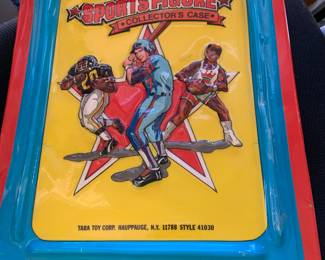 SPORTS FIGURE
COLLECTOR'S CASE
TARA TOY CORP. HAUPPAUGE, N.Y. 11788 STYLE 41030